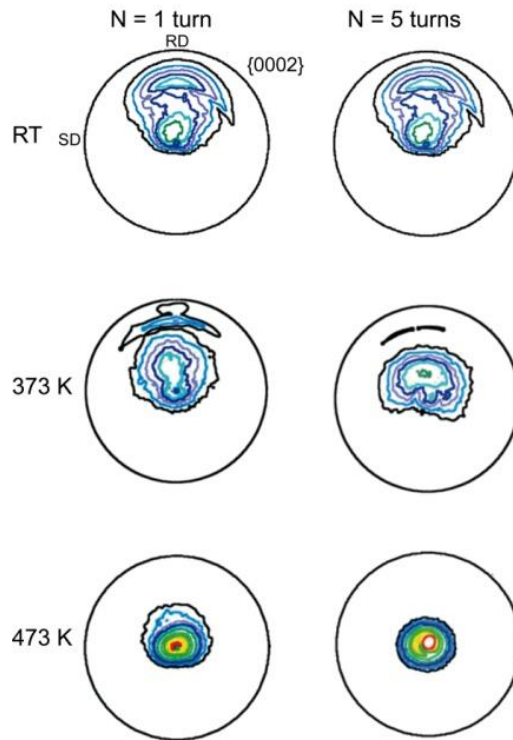 N = 1 turn N = 5 turns
RD
{0002}
RT SD
373 K
473 K